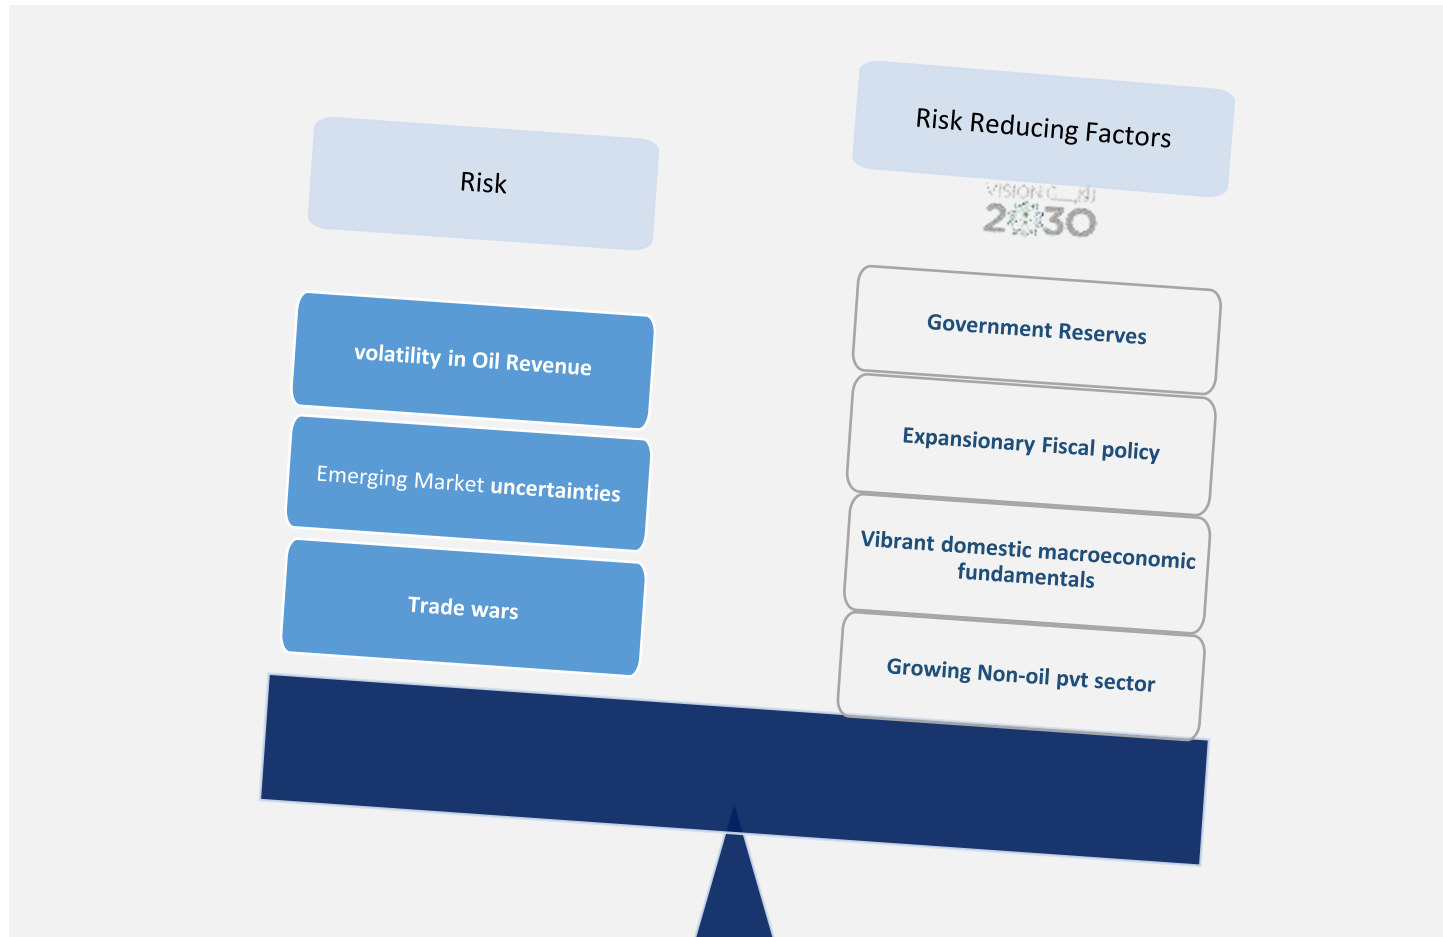 Risk
volatility in Oil Revenue
Emerging Market uncertainties
Trade wars
Risk Reducing Factors
VISION رؤيـــة
2030
Government Reserves
Expansionary Fiscal policy
Vibrant domestic macroeconomic
fundamentals
Growing Non-oil pvt sector